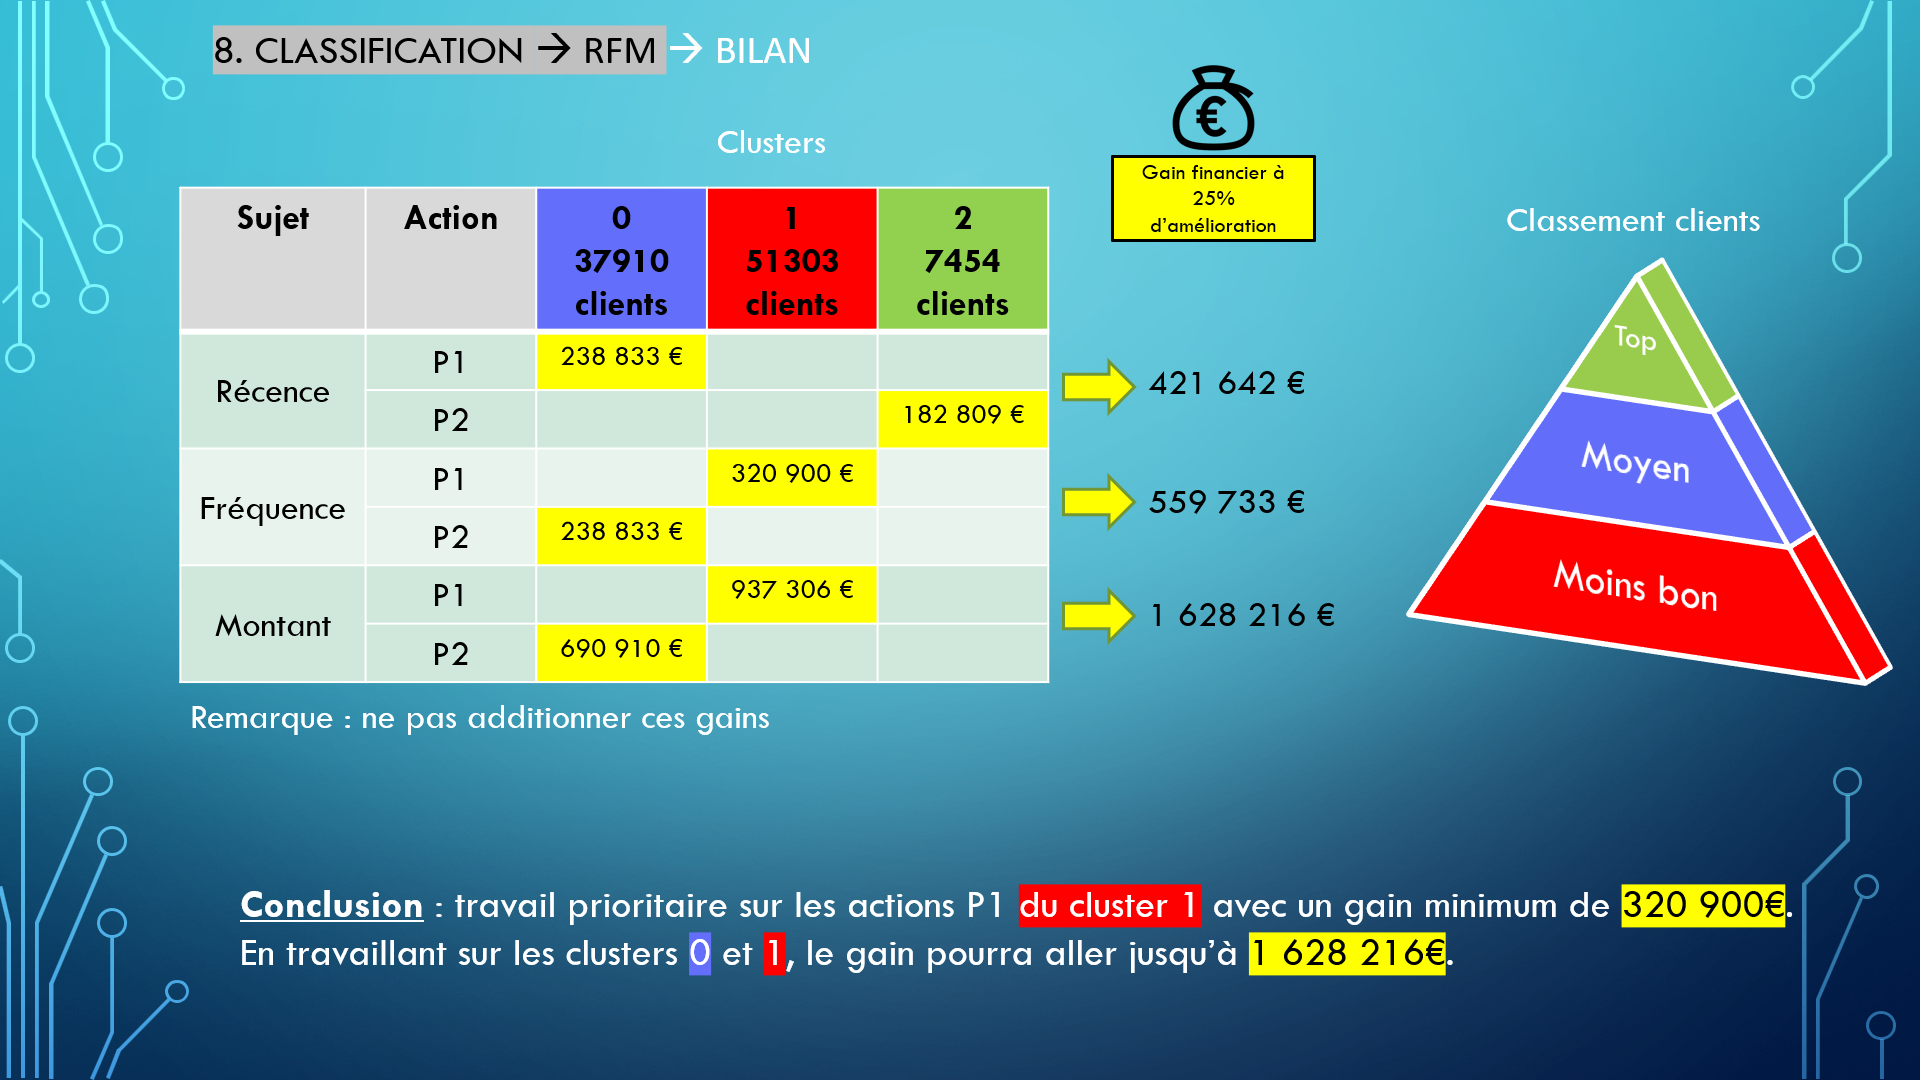 8. CLASSIFICATION → RFM → BILAN
Clusters
€
Gain financier à
25%
d’amélioration
Classement clients
Sujet Action 0 1 2
37910 51303 7454
clients clients clients
Récence P1 238 833 €
P2 182 809 €
421 642 €
Fréquence P1 320 900 €
P2 238 833 €
559 733 €
Montant P1 937 306 €
P2 690 910 €
1 628 216 €
Top
Moyen
Moins bon
Remarque : ne pas additionner ces gains
Conclusion : travail prioritaire sur les actions P1 du cluster 1 avec un gain minimum de 320 900€.
En travaillant sur les clusters 0 et 1, le gain pourra aller jusqu’à 1 628 216€.